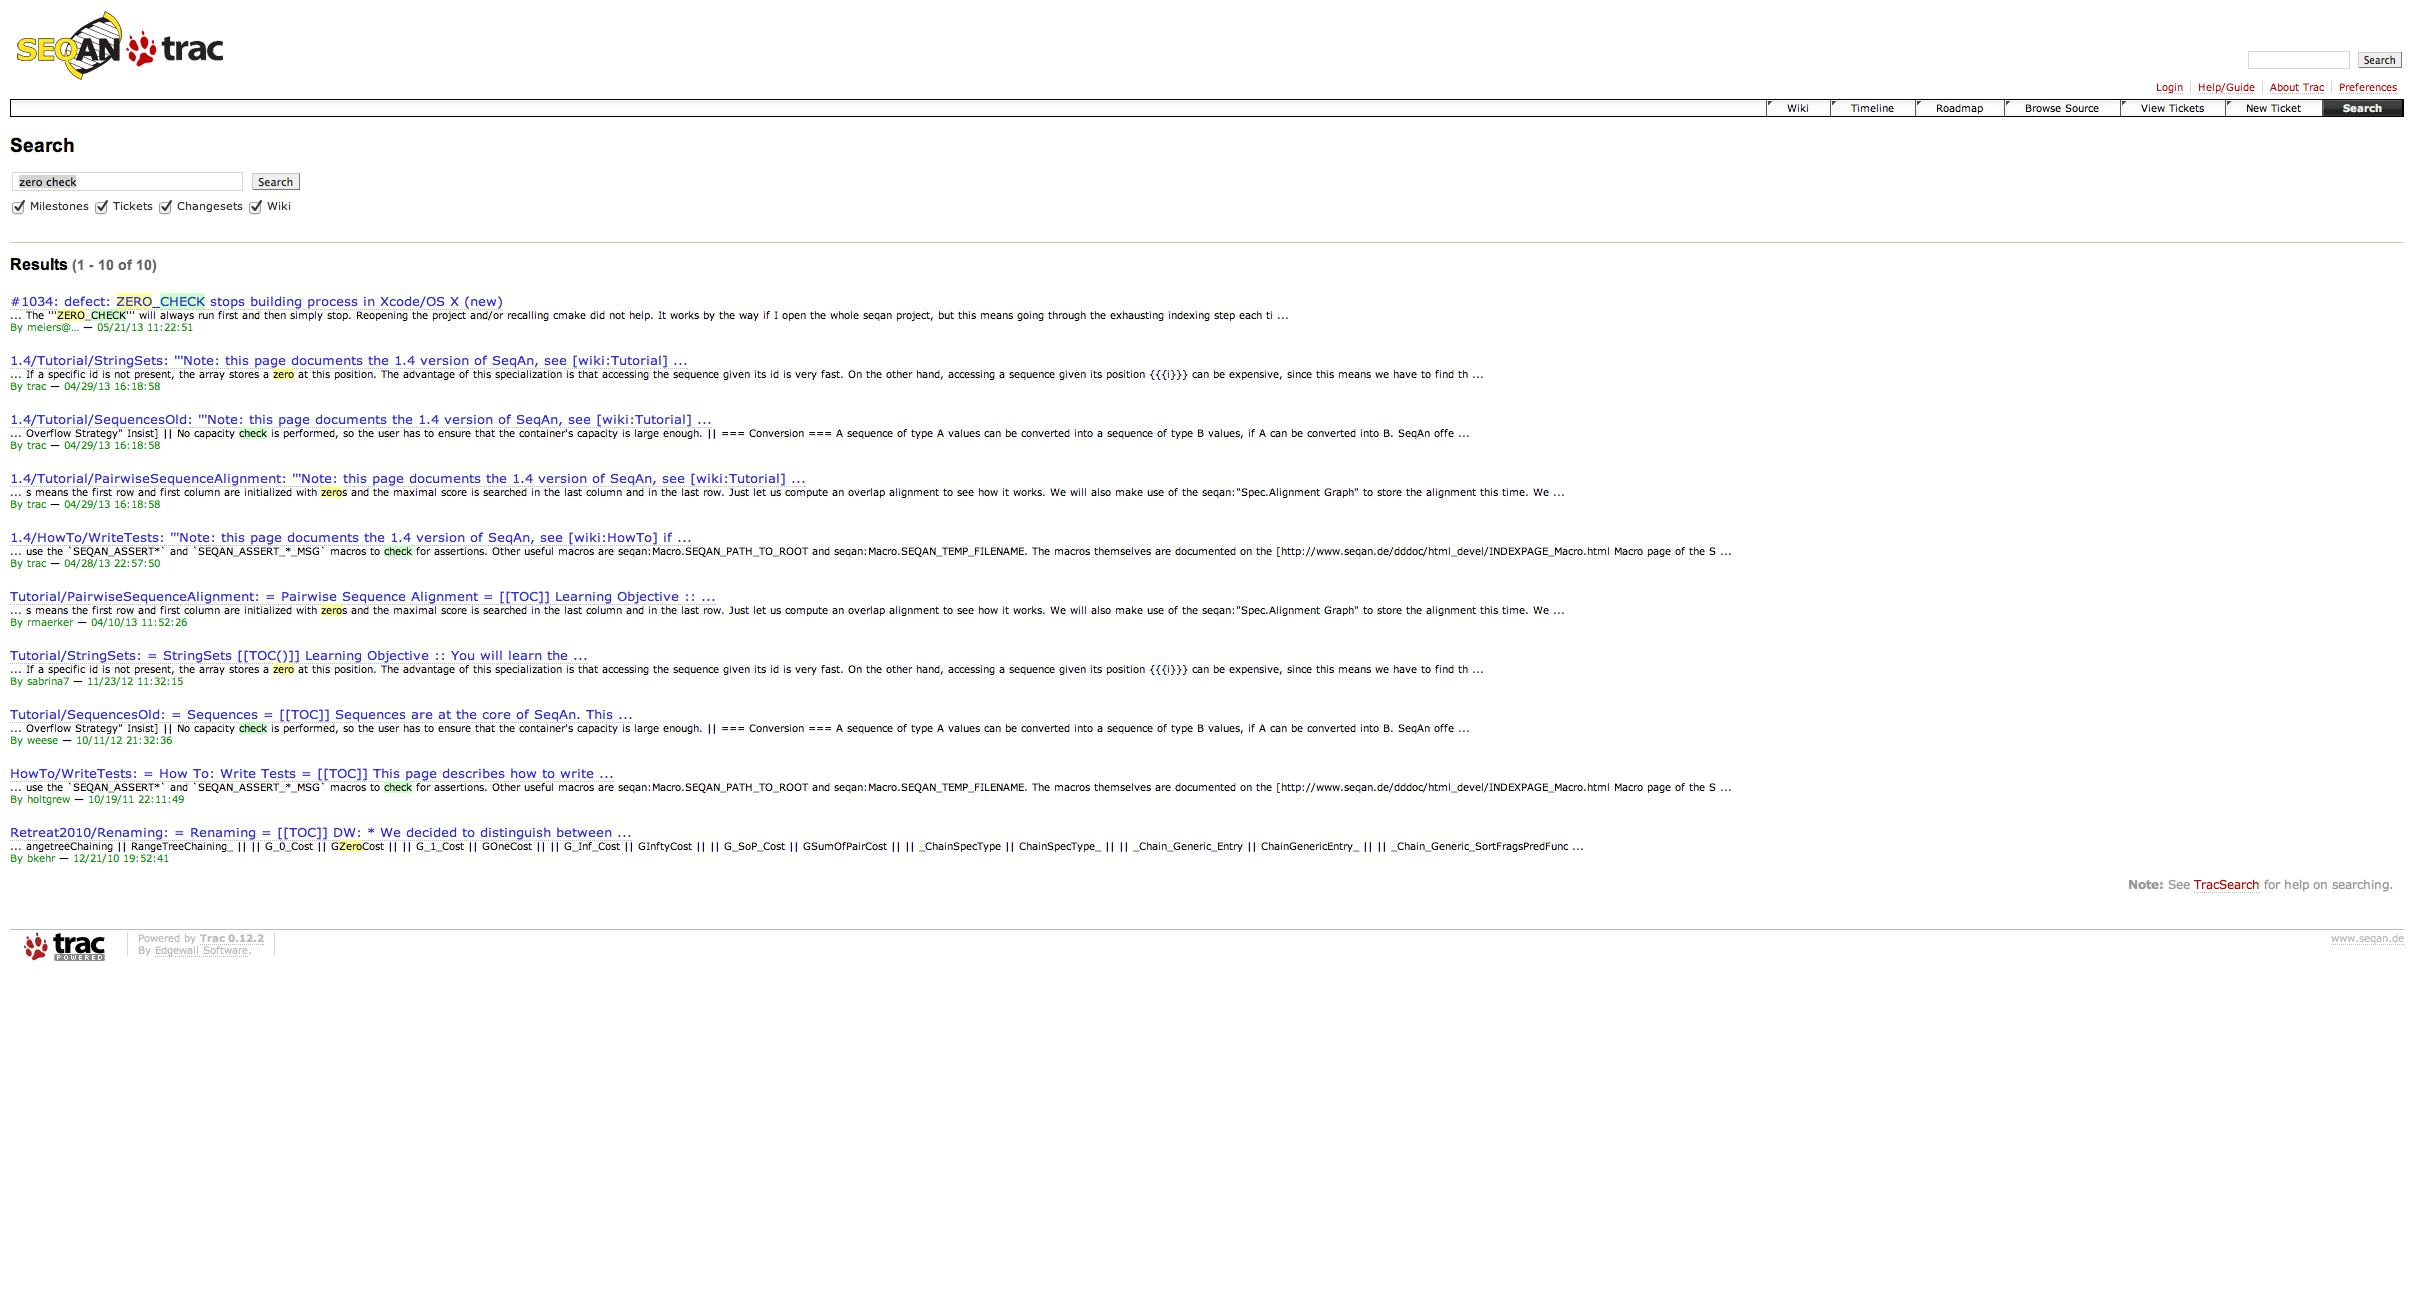 SEQAN trac
Search
Login Help/Guide About Trac Preferences
Wiki Timeline Roadmap Browse Source View Tickets New Ticket Search
Search
zero check Search
Milestones Tickets Changesets Wiki
Results (1 - 10 of 10)
#1034: defect: ZERO_CHECK stops building process in Xcode/OS X (new)
... The '''ZERO_CHECK''' will always run first and then simply stop. Reopening the project and/or recalling cmake did not help. It works by the way if I open the whole seqan project, but this means going through the exhausting indexing step each ti ...
By meiers@... — 05/21/13 11:22:51
1.4/Tutorial/StringSets: '''Note: this page documents the 1.4 version of SeqAn, see [wiki:Tutorial] ...
... If a specific id is not present, the array stores a zero at this position. The advantage of this specialization is that accessing the sequence given its id is very fast. On the other hand, accessing a sequence given its position {{{i}}} can be expensive, since this means we have to find th ...
By trac — 04/29/13 16:18:58
1.4/Tutorial/SequencesOld: '''Note: this page documents the 1.4 version of SeqAn, see [wiki:Tutorial] ...
... Overflow Strategy" Insist] || No capacity check is performed, so the user has to ensure that the container's capacity is large enough. || === Conversion === A sequence of type A values can be converted into a sequence of type B values, if A can be converted into B. SeqAn offe ...
By trac — 04/29/13 16:18:58
1.4/Tutorial/PairwiseSequenceAlignment: '''Note: this page documents the 1.4 version of SeqAn, see [wiki:Tutorial] ...
... s means the first row and first column are initialized with zeros and the maximal score is searched in the last column and in the last row. Just let us compute an overlap alignment to see how it works. We will also make use of the seqan:"Spec.Alignment Graph" to store the alignment this time. We ...
By trac — 04/29/13 16:18:58
1.4/HowTo/WriteTests: '''Note: this page documents the 1.4 version of SeqAn, see [wiki:HowTo] if ...
... use the `SEQAN_ASSERT*` and `SEQAN_ASSERT_*_MSG` macros to check for assertions. Other useful macros are seqan:Macro.SEQAN_PATH_TO_ROOT and seqan:Macro.SEQAN_TEMP_FILENAME. The macros themselves are documented on the [http://www.seqan.de/dddoc/html_devel/INDEXPAGE_Macro.html Macro page of the S ...
By trac — 04/28/13 22:57:50
Tutorial/PairwiseSequenceAlignment: = Pairwise Sequence Alignment = [[TOC]] Learning Objective :: ...
... s means the first row and first column are initialized with zeros and the maximal score is searched in the last column and in the last row. Just let us compute an overlap alignment to see how it works. We will also make use of the seqan:"Spec.Alignment Graph" to store the alignment this time. We ...
By rmaerker — 04/10/13 11:52:26
Tutorial/StringSets: = StringSets [[TOC()]] Learning Objective :: You will learn the ...
... If a specific id is not present, the array stores a zero at this position. The advantage of this specialization is that accessing the sequence given its id is very fast. On the other hand, accessing a sequence given its position {{{i}}} can be expensive, since this means we have to find th ...
By sabrina7 — 11/23/12 11:32:15
Tutorial/SequencesOld: = Sequences = [[TOC]] Sequences are at the core of SeqAn. This ...
... Overflow Strategy" Insist] || No capacity check is performed, so the user has to ensure that the container's capacity is large enough. || === Conversion === A sequence of type A values can be converted into a sequence of type B values, if A can be converted into B. SeqAn offe ...
By weese — 10/11/12 21:32:36
HowTo/WriteTests: = How To: Write Tests = [[TOC]] This page describes how to write ...
... use the `SEQAN_ASSERT*` and `SEQAN_ASSERT_*_MSG` macros to check for assertions. Other useful macros are seqan:Macro.SEQAN_PATH_TO_ROOT and seqan:Macro.SEQAN_TEMP_FILENAME. The macros themselves are documented on the [http://www.seqan.de/dddoc/html_devel/INDEXPAGE_Macro.html Macro page of the S ...
By holtgrew — 10/19/11 22:11:49
Retreat2010/Renaming: = Renaming = [[TOC]] DW: * We decided to distinguish between ...
... angetreeChaining || RangeTreeChaining_ || || G_0_Cost || GZeroCost || || G_1_Cost || GOneCost || || G_Inf_Cost || GInftyCost || || G_SoP_Cost || GSumOfPairCost || || _ChainSpecType || ChainSpecType_ || || _Chain_Generic_Entry || ChainGenericEntry_ || || _Chain_Generic_SortFragsPredFunc ...
By bkehr — 12/21/10 19:52:41
Note: See TracSearch for help on searching.
trac POWERED
Powered by Trac 0.12.2
By Edgewall Software.
www.seqan.de